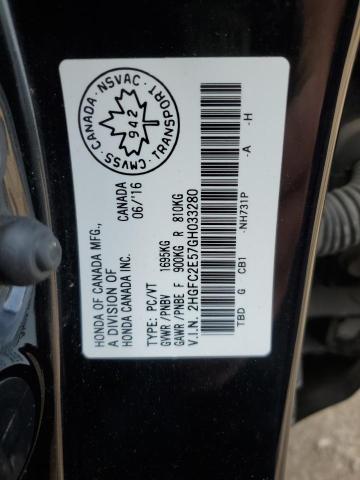 HONDA OF CANADA MFG.,
A DIVISION OF
HONDA CANADA INC.
CANADA
06/'16
TYPE: PC/VT
GVWR /PNBV 1695KG
GAWR /PNBE F 900KG R 810KG
V.I.N. 2HGFC2E57GH033280
TBD G CB1 -NH731P -A -H
CANADA · NSVAC · TRANSPORT · CMVSS ·
942